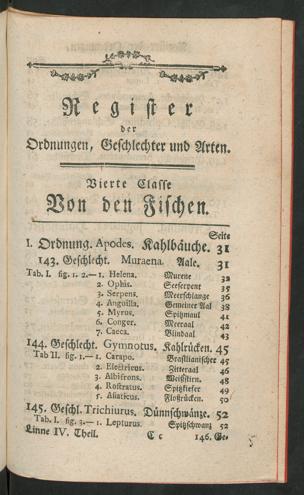 Register
der
Ordnungen, Geschlechter und Arten.
Vierte Classe
Von den Fischen.
Seite
I. Ordnung. Apodes. Kahlbäuche. 31
143. Geschlecht. Muraena. Aale. 31
Tab. I. fig. 1. 2.— 1. Helena. Murene 32
2. Ophis. Seeserpent 35
3. Serpens. Meerschlange 36
4. Anguilla. Gemeiner Aal 38
5. Myrus. Spitzmaul 41
6. Conger. Meeraal 42
7. Caeca. Blindaal 43
144. Geschlecht. Gymnotus. Kahlrücken. 45
Tab II. fig. 1.— 1. Carapo. Brasilianischer 45
2. Electricus. Zitteraal 46
3. Albifrons. Weißstirn 48
4. Rostratus. Spitzkiefer 49
5. Asiaticus. Floßrücken. 50
145. Geschl. Trichiurus. Dünnschwänze. 52
Tab. I. fig. 3.— 1. Lepturus. Spitzschwanz 52
Linne IV. Theil. C c 146. Ge-